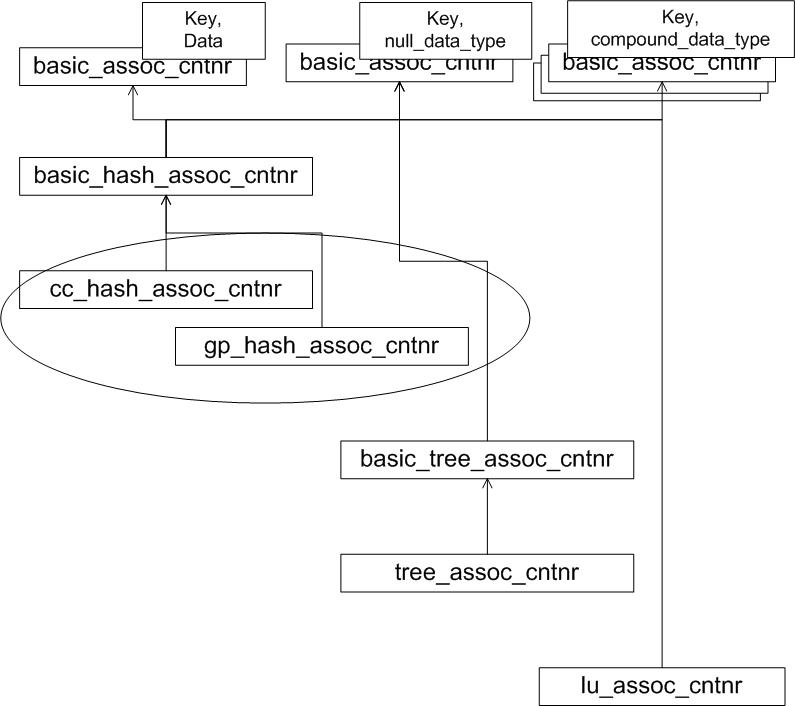 Key,
Data
basic_assoc_cntnr
Key,
null_data_type
basic_assoc_cntnr
Key,
compound_data_type
basic_assoc_cntnr
basic_hash_assoc_cntnr
cc_hash_assoc_cntnr
gp_hash_assoc_cntnr
basic_tree_assoc_cntnr
tree_assoc_cntnr
lu_assoc_cntnr